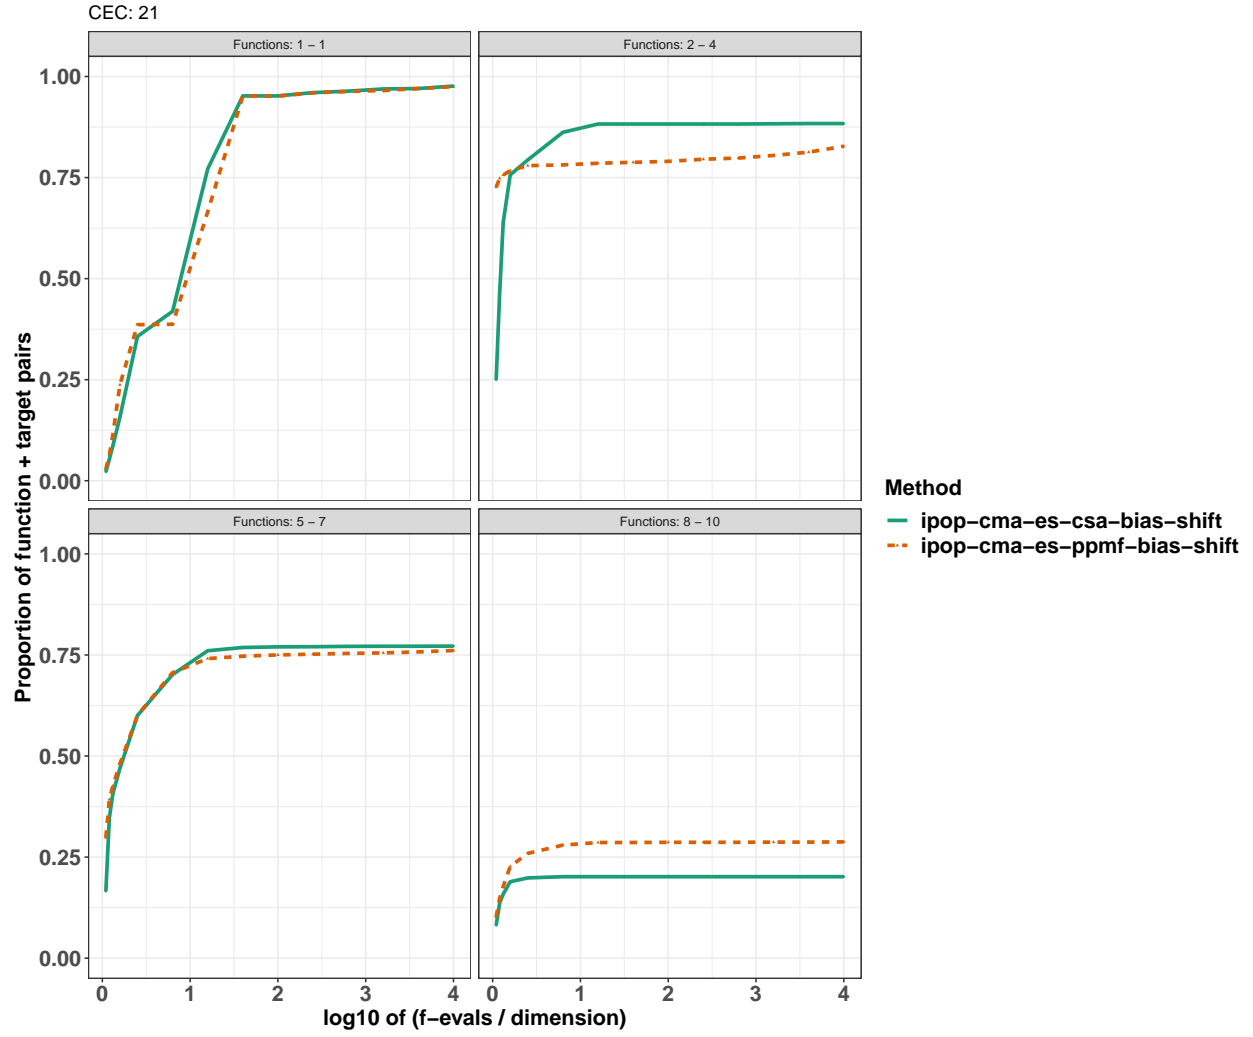 CEC: 21
Functions: 1 − 1
Functions: 2 − 4
1.00
0.75
0.50
0.25
0.00
Functions: 5 − 7
Functions: 8 − 10
1.00
0.75
0.50
0.25
0.00
0 1 2 3 4
0 1 2 3 4
log10 of (f−evals / dimension)
Proportion of function + target pairs
Method
ipop−cma−es−csa−bias−shift
ipop−cma−es−ppmf−bias−shift